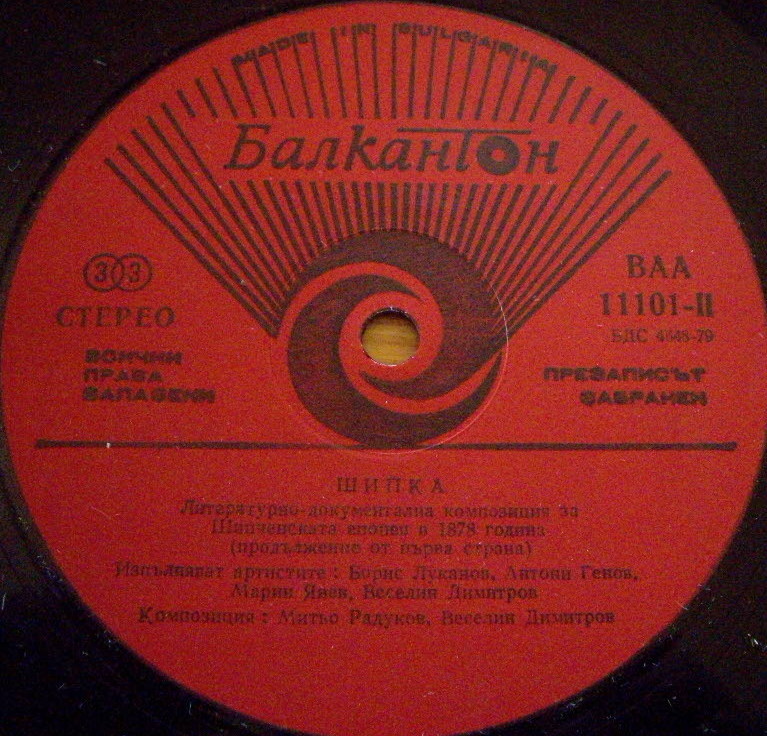 MADE IN BULGARIA
Балкантон
33
СТЕРЕО
ВСИЧКИ
ПРАВА
ЗАПАЗЕНИ
ВАА
11101-II
БДС 4648-79
ПРЕЗАПИСЪТ
ЗАБРАНЕН
ШИПКА
Литературно-документална композиция за
Шипченската епопея в 1878 година
(продължение от първа страна)
Изпълняват артистите: Борис Луканов, Антони Генов,
Марин Янев, Веселин Димитров
Композиция: Митьо Радуков, Веселин Димитров